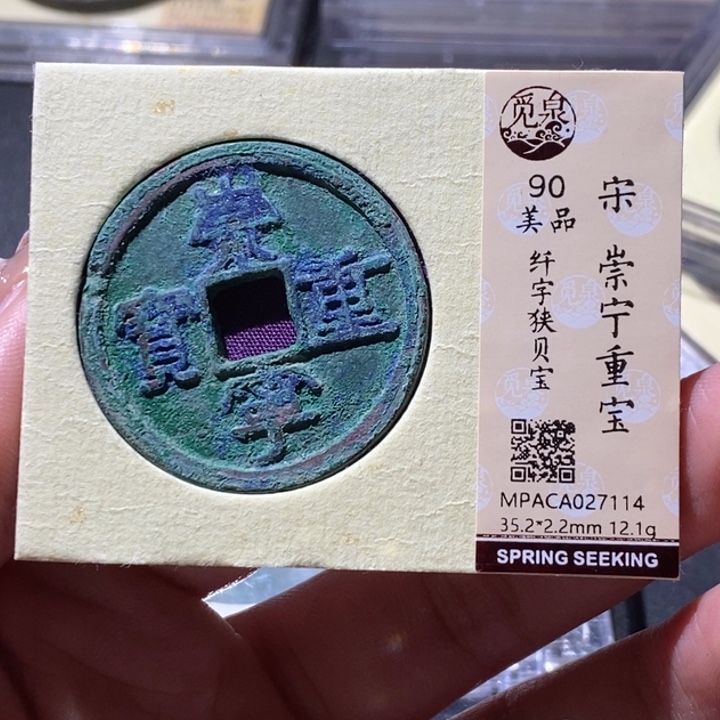 崇
重
寧
寶
觅泉
90
美品
宋 崇宁重宝
纤字狭贝宝
MPACA027114
35.2*2.2mm 12.1g
SPRING SEEKING